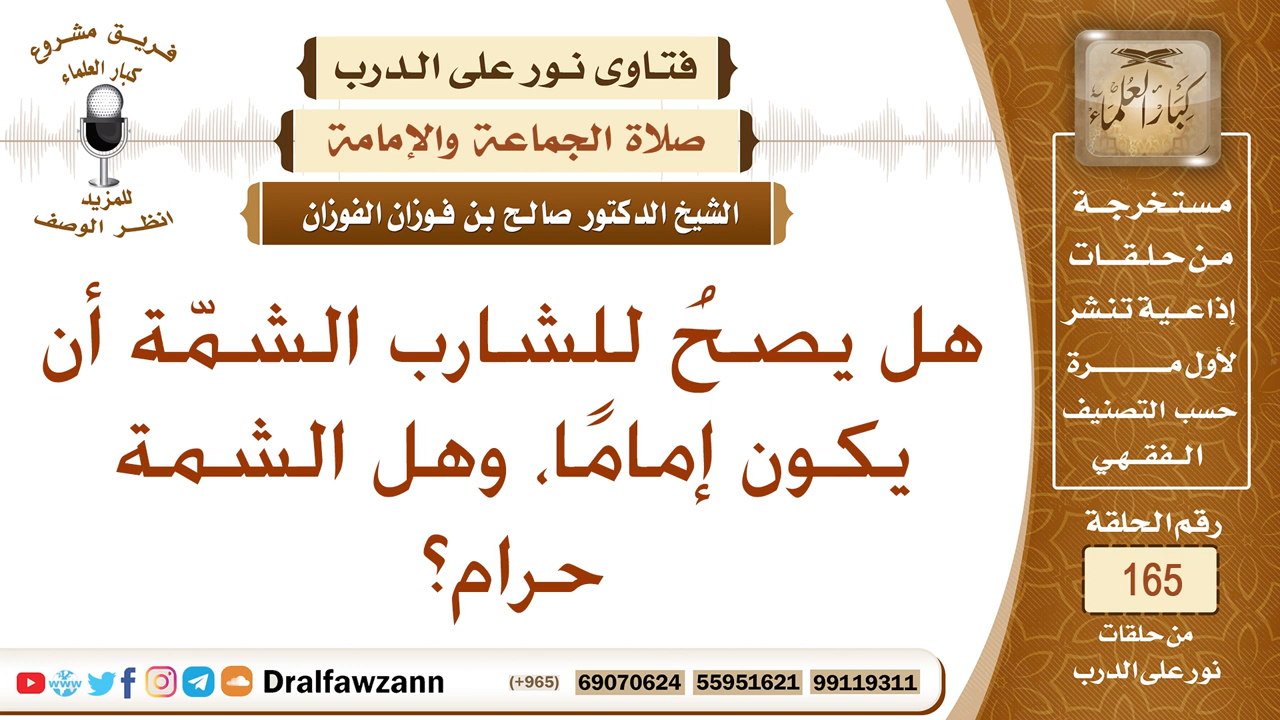 فريق مشروع
كبار العلماء
للمزيد
انظر الوصف
فتاوى نور على الدرب
صلاة الجماعة والإمامة
الشيخ الدكتور صالح بن فوزان الفوزان
هل يصحُ للشارب الشمّة أن
يكون إمامًا، وهل الشمة
حرام؟
كبار العلماء
مستخرجة
من حلقات
إذاعية تنشر
لأول مرة
حسب التصنيف
الفقهي
رقم الحلقة
165
من حلقات
نور على الدرب
www
Dralfawzann (+965) 69070624 55951621 99119311